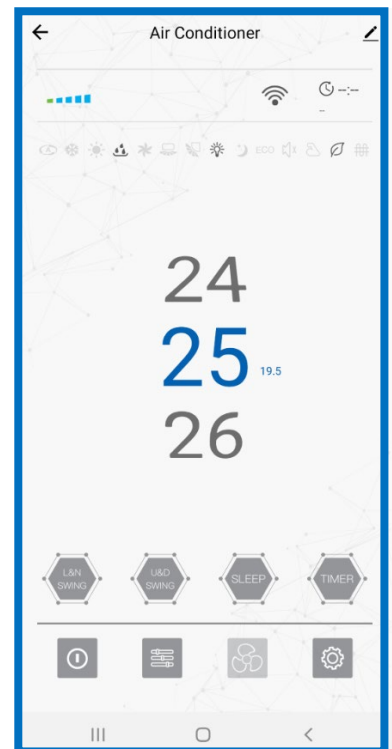 Air Conditioner
--:--
-
ECO
24
25 19.5
26
L&N
SWING
U&D
SWING
SLEEP
TIMER